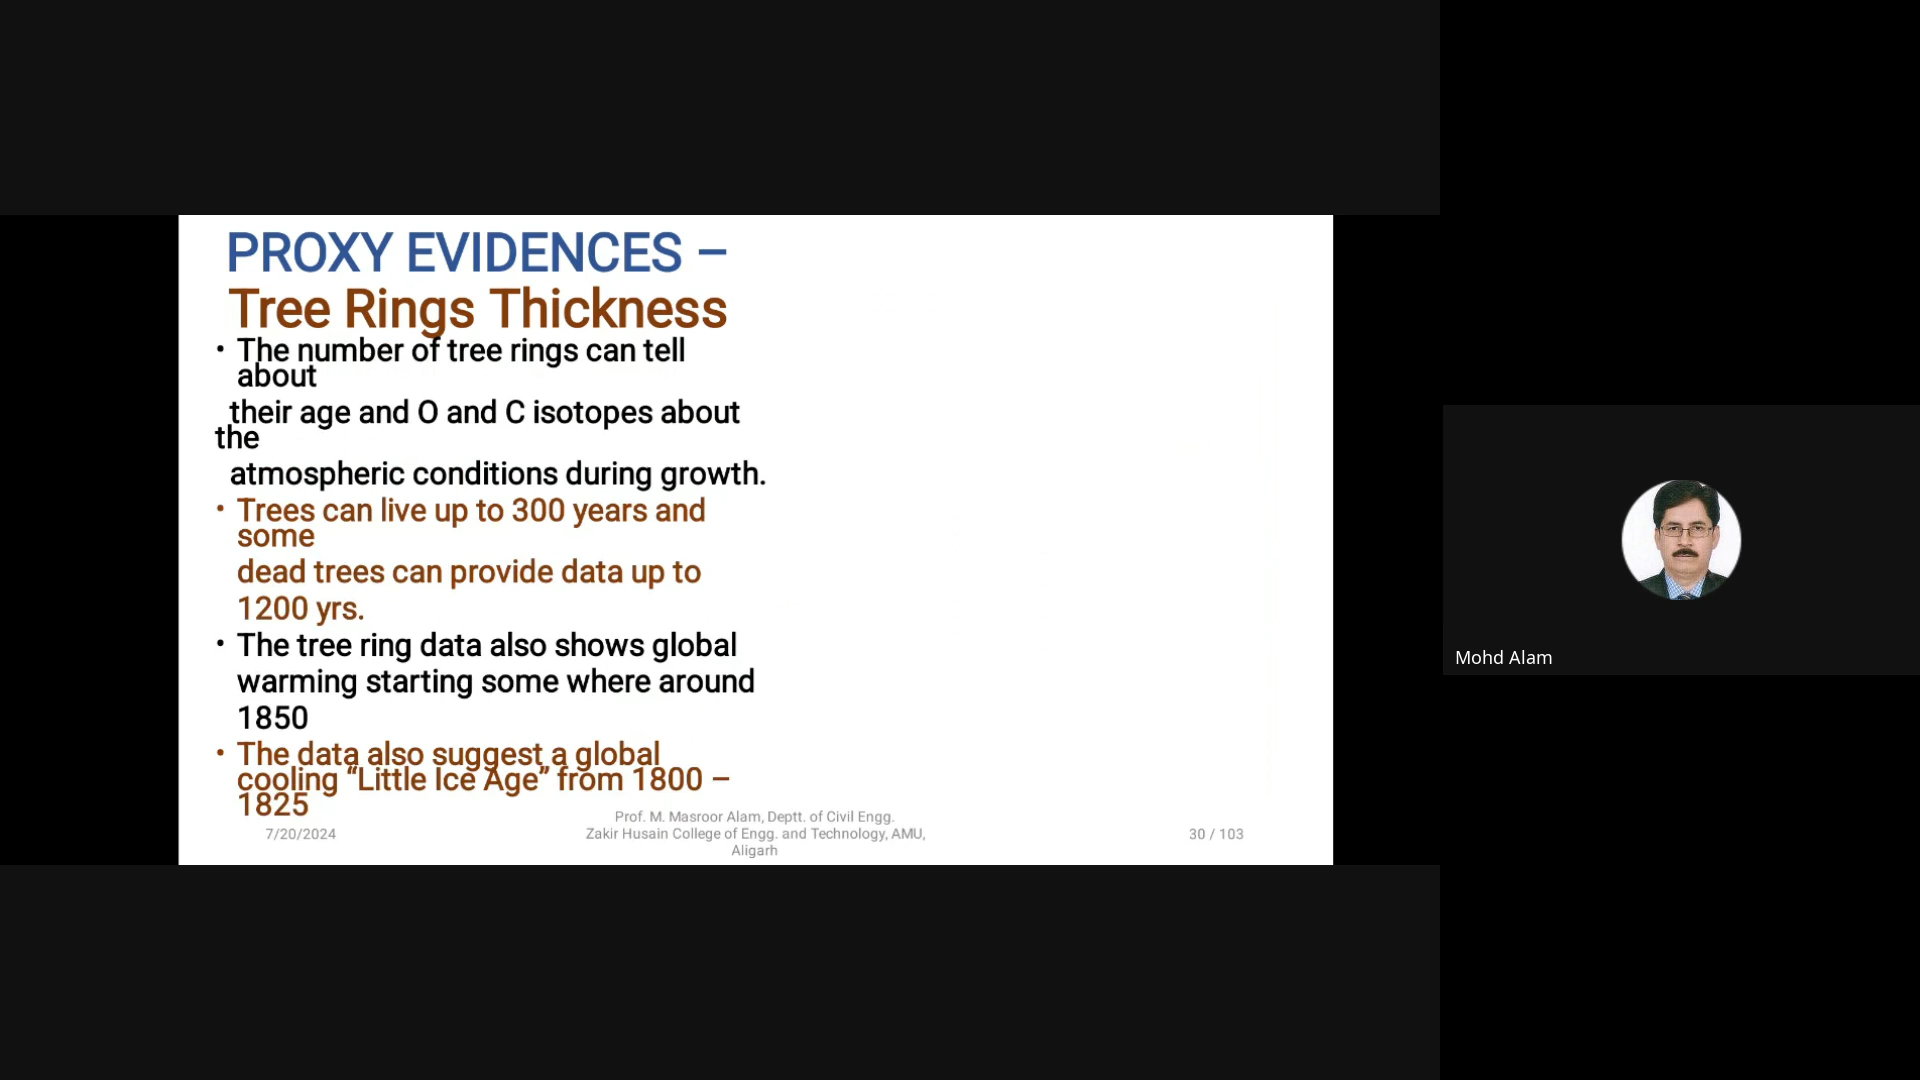 PROXY EVIDENCES –
Tree Rings Thickness
• The number of tree rings can tell
about
their age and O and C isotopes about
the
atmospheric conditions during growth.
• Trees can live up to 300 years and
some
dead trees can provide data up to
1200 yrs.
• The tree ring data also shows global
warming starting some where around
1850
• The data also suggest a global
cooling “Little Ice Age” from 1800 –
1825
7/20/2024
Prof. M. Masroor Alam, Deptt. of Civil Engg.
Zakir Husain College of Engg. and Technology, AMU,
Aligarh
30 / 103
Mohd Alam